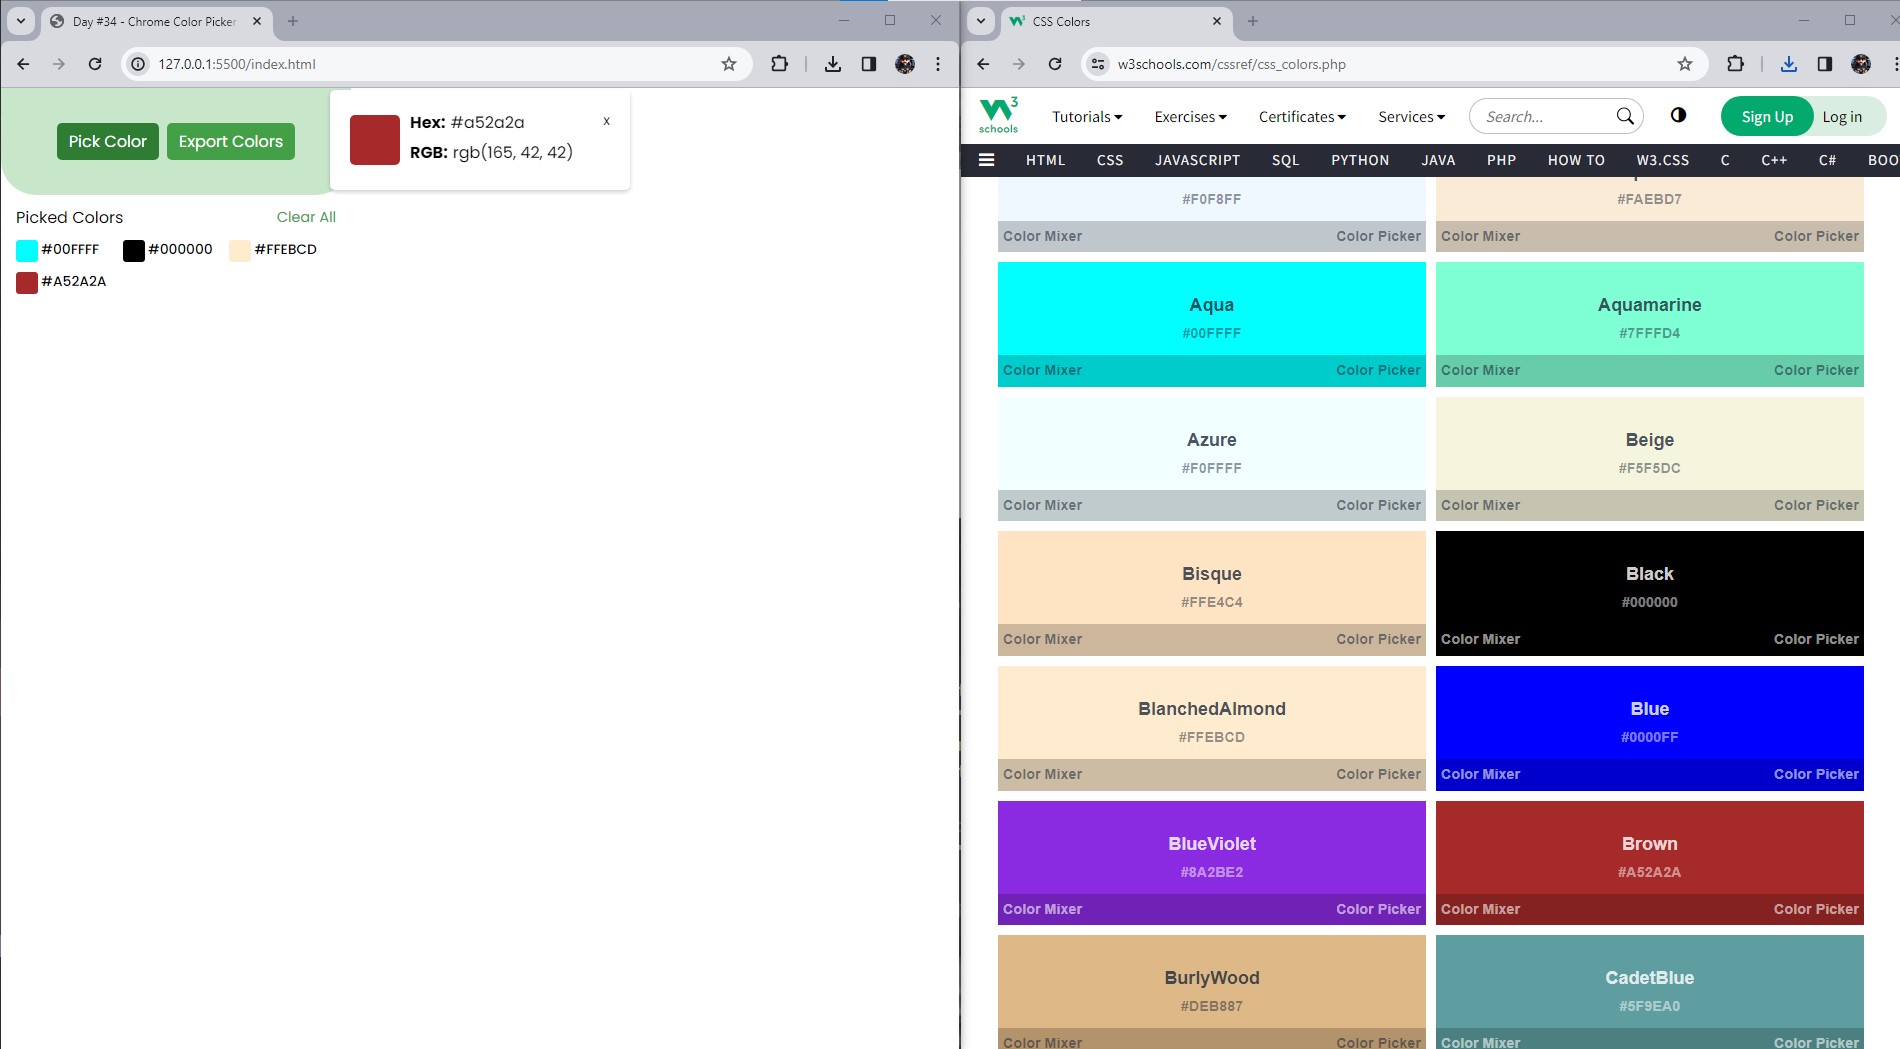 Day #34 - Chrome Color Picker
127.0.0.1:5500/index.html
Pick Color
Export Colors
Hex: #a52a2a
x
RGB: rgb(165, 42, 42)
Picked Colors
Clear All
#00FFFF
#000000
#FFEBCD
#A52A2A
CSS Colors
w3schools.com/cssref/css_colors.php
W3
schools
Tutorials
Exercises
Certificates
Services
Search...
Sign Up
Log in
HTML
CSS
JAVASCRIPT
SQL
PYTHON
JAVA
PHP
HOW TO
W3.CSS
C
C++
C#
BOO
#F0F8FF
Color Mixer
Color Picker
#FAEBD7
Color Mixer
Color Picker
Aqua
#00FFFF
Color Mixer
Color Picker
Aquamarine
#7FFFD4
Color Mixer
Color Picker
Azure
#F0FFFF
Color Mixer
Color Picker
Beige
#F5F5DC
Color Mixer
Color Picker
Bisque
#FFE4C4
Color Mixer
Color Picker
Black
#000000
Color Mixer
Color Picker
BlanchedAlmond
#FFEBCD
Color Mixer
Color Picker
Blue
#0000FF
Color Mixer
Color Picker
BlueViolet
#8A2BE2
Color Mixer
Color Picker
Brown
#A52A2A
Color Mixer
Color Picker
BurlyWood
#DEB887
Color Mixer
Color Picker
CadetBlue
#5F9EA0
Color Mixer
Color Picker